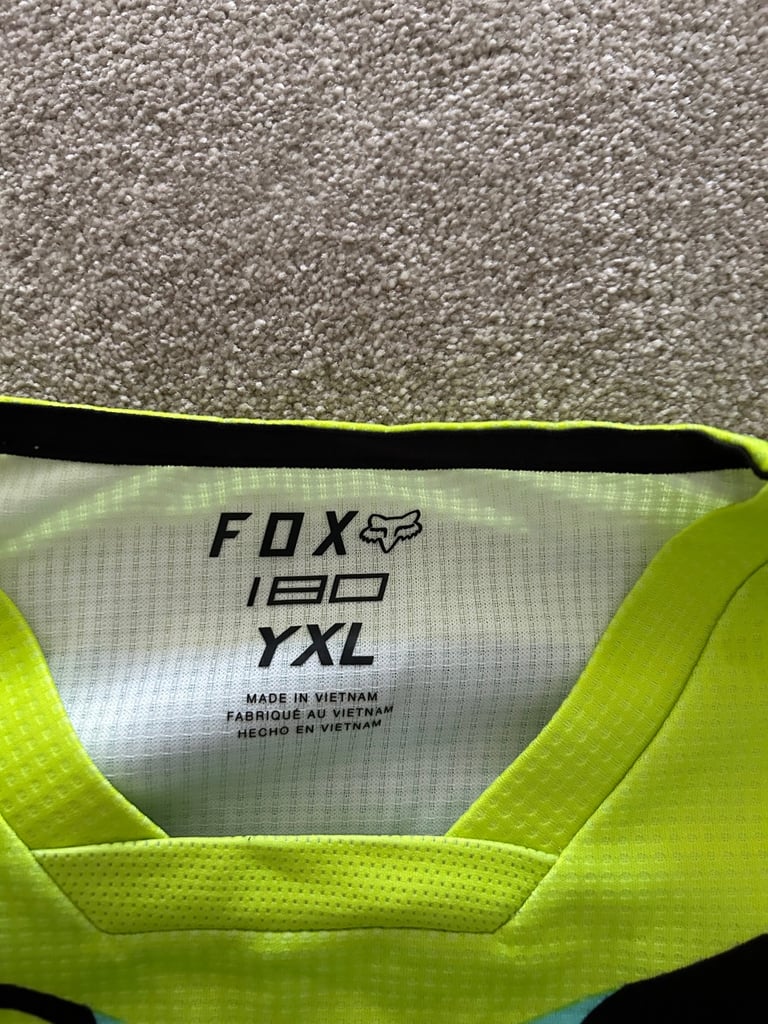 FOX
180
YXL
MADE IN VIETNAM
FABRIQUÉ AU VIETNAM
HECHO EN VIETNAM